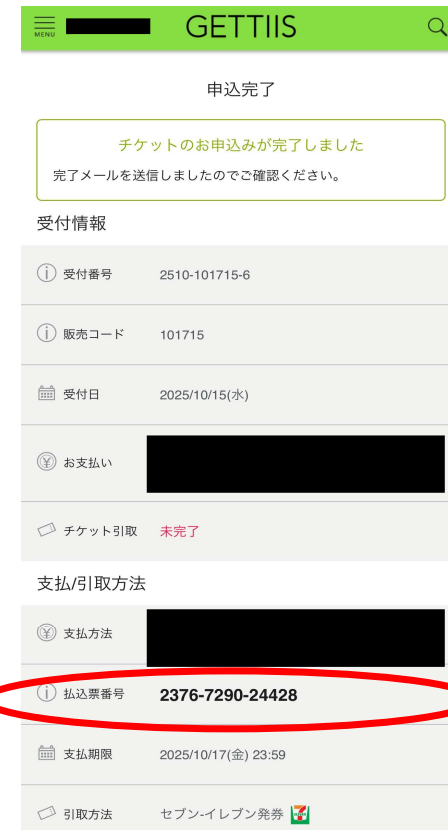 MENU GETTIIS
申込完了
チケットのお申込みが完了しました
完了メールを送信しましたのでご確認ください。
受付情報
受付番号 2510-101715-6
販売コード 101715
受付日 2025/10/15(水)
お支払い
チケット引取 未完了
支払/引取方法
支払方法
払込票番号 2376-7290-24428
支払期限 2025/10/17(金) 23:59
引取方法 セブン-イレブン発券